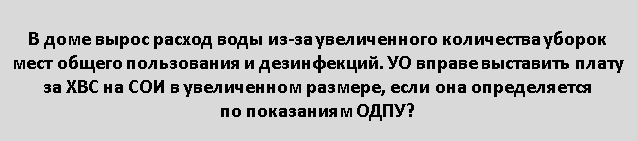 В доме вырос расход воды из-за увеличенного количества уборок
мест общего пользования и дезинфекций. УО вправе выставить плату
за ХВС на СОИ в увеличенном размере, если она определяется
по показаниям ОДПУ?